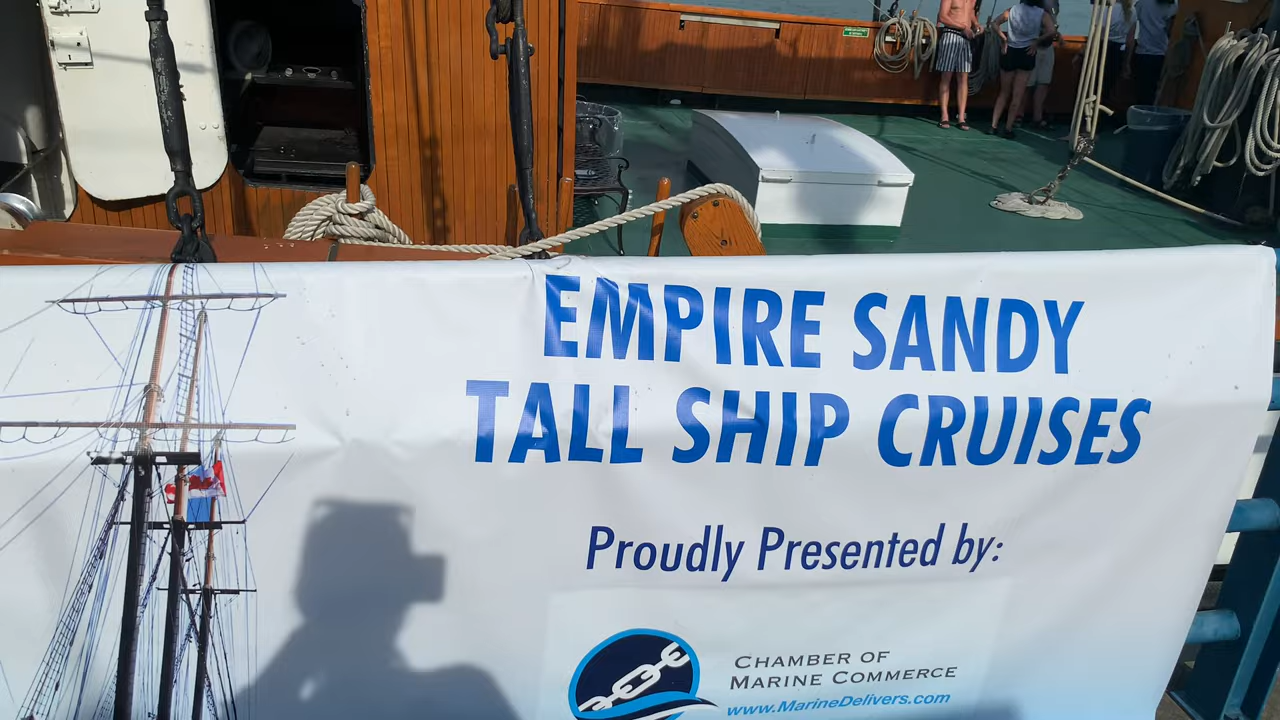 EMPIRE SANDY
TALL SHIP CRUISES
Proudly Presented by:
CHAMBER OF
MARINE COMMERCE
www.MarineDelivers.com